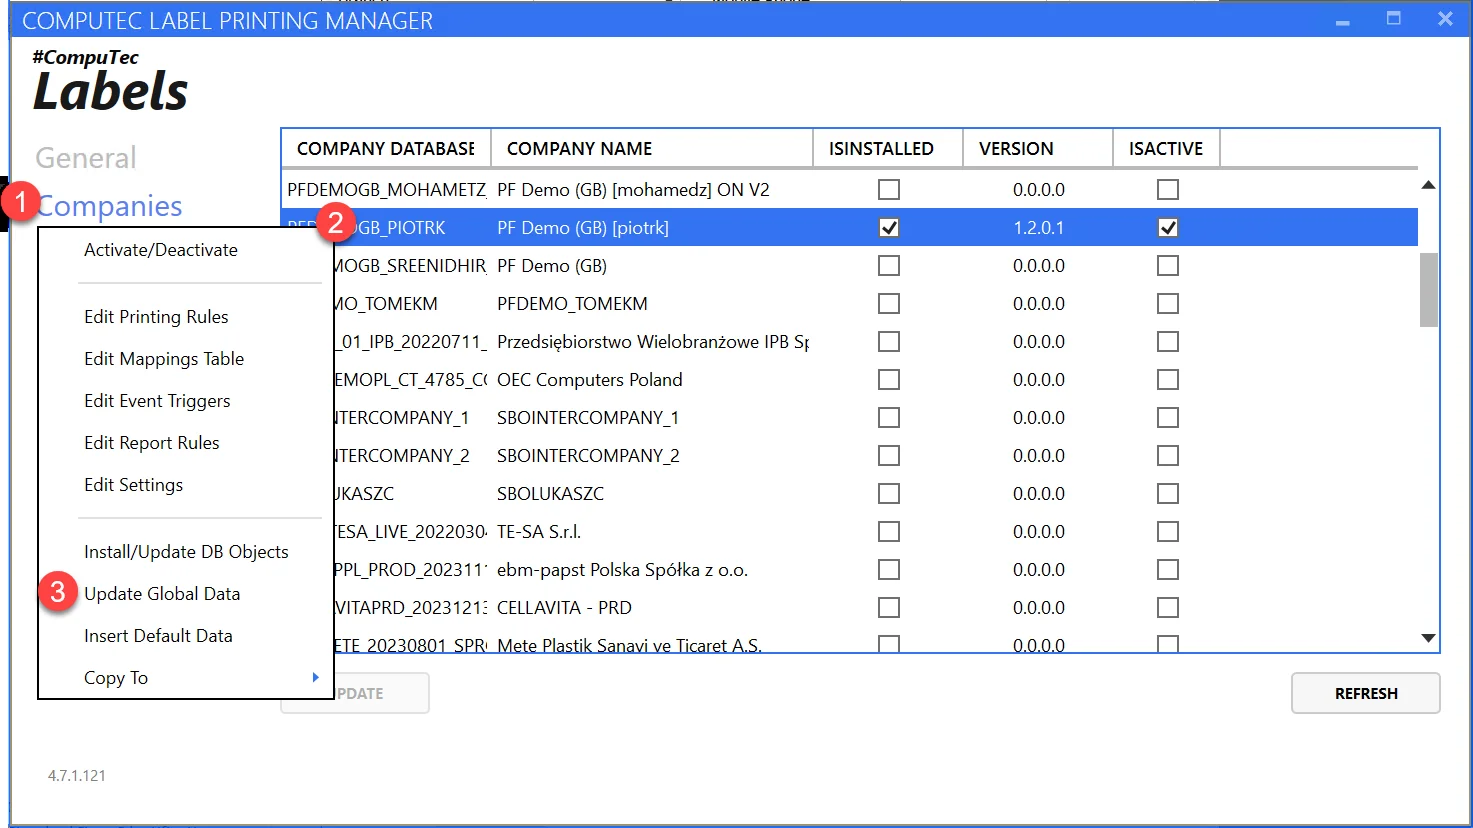 COMPUTEC LABEL PRINTING MANAGER
#CompuTec
Labels
General
1 Companies
COMPANY DATABASE COMPANY NAME ISINSTALLED VERSION ISACTIVE
PFDEMOGB_MOHAMETZ_ PF Demo (GB) [mohamedz] ON V2 0.0.0.0
2 GB_PIOTRK PF Demo (GB) [piotrk] 1.2.0.1
MOGB_SREENIDHIR_ PF Demo (GB) 0.0.0.0
MO_TOMEKM PFDEMO_TOMEKM 0.0.0.0
_01_IPB_20220711_ Przedsiębiorstwo Wielobranżowe IPB Sp 0.0.0.0
EMOPL_CT_4785_CO OEC Computers Poland 0.0.0.0
NTERCOMPANY_1 SBOINTERCOMPANY_1 0.0.0.0
NTERCOMPANY_2 SBOINTERCOMPANY_2 0.0.0.0
UKASZC SBOLUKASZC 0.0.0.0
TESA_LIVE_20220304 TE-SA S.r.l. 0.0.0.0
PPL_PROD_2023111 ebm-papst Polska Spółka z o.o. 0.0.0.0
VITAPRD_20231213 CELLAVITA - PRD 0.0.0.0
ETE_20230801_SPR Mete Plastik Sanayi ve Ticaret A.S. 0.0.0.0
Activate/Deactivate
Edit Printing Rules
Edit Mappings Table
Edit Event Triggers
Edit Report Rules
Edit Settings
Install/Update DB Objects
3 Update Global Data
Insert Default Data
Copy To
PDATE
REFRESH
4.7.1.121